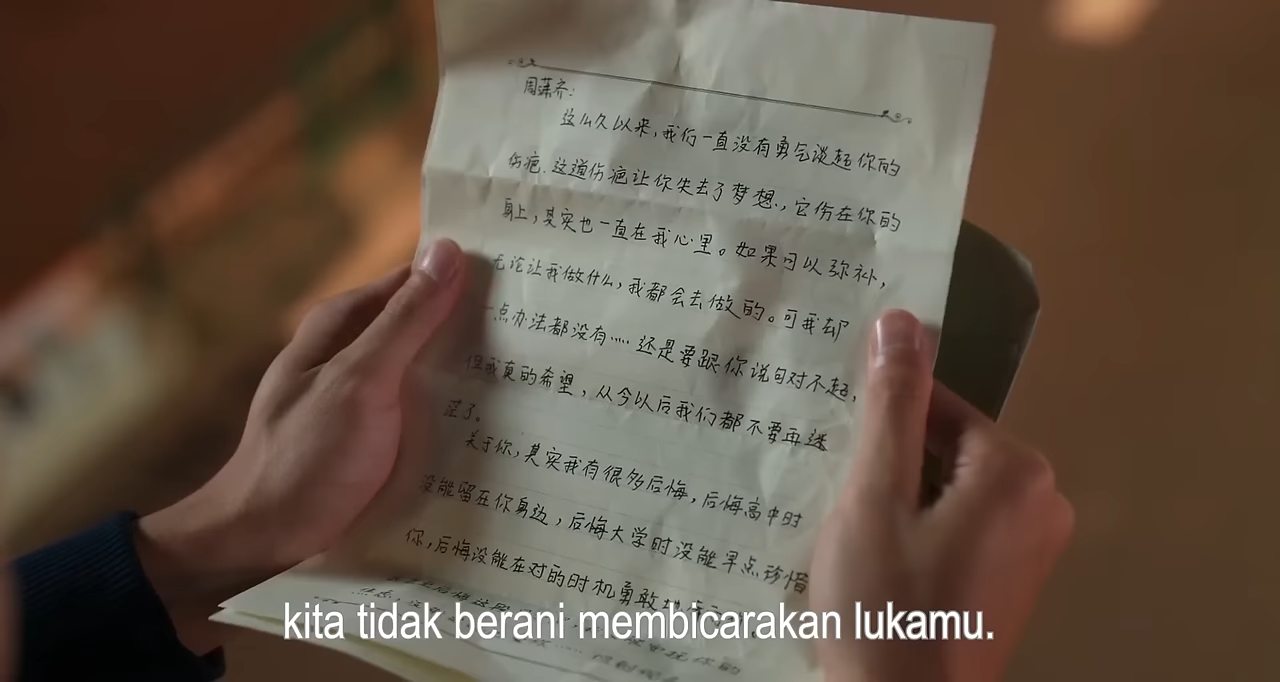 周蒲齐:
这么久以来,我们一直没有勇气谈起你的
伤疤.这道伤疤让你失去了梦想,它伤在你的
身上,其实也一直在我心里。如果可以弥补,
无论让我做什么,我都会去做的。可我却
一点办法都没有……还是要跟你说句对不起,
但我真的希望,从今以后我们都不要再迷
茫了。
关于你,其实我有很多后悔,后悔高中时
没能留在你身边,后悔大学时没能早点珍惜
你,后悔没能在对的时机勇敢
kita tidak berani membicarakan lukamu.